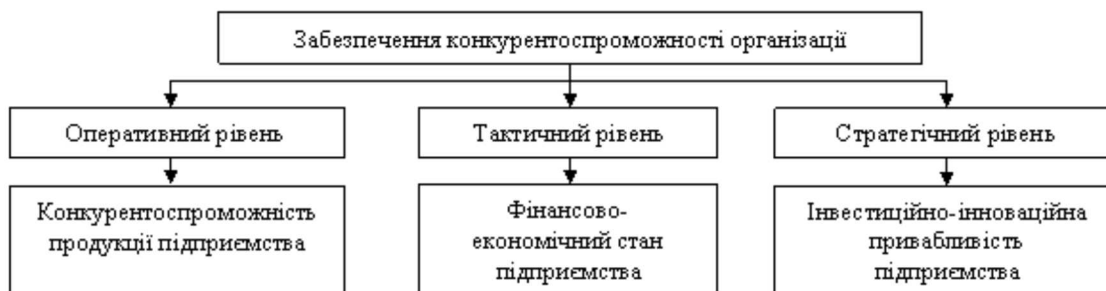 Забезпечення конкурентоспроможності організації
Оперативний рівень
Тактичний рівень
Стратегічний рівень
Конкурентоспроможність
продукції підприємства
Фінансово-
економічний стан
підприємства
Інвестиційно-інноваційна
привабливість
підприємства